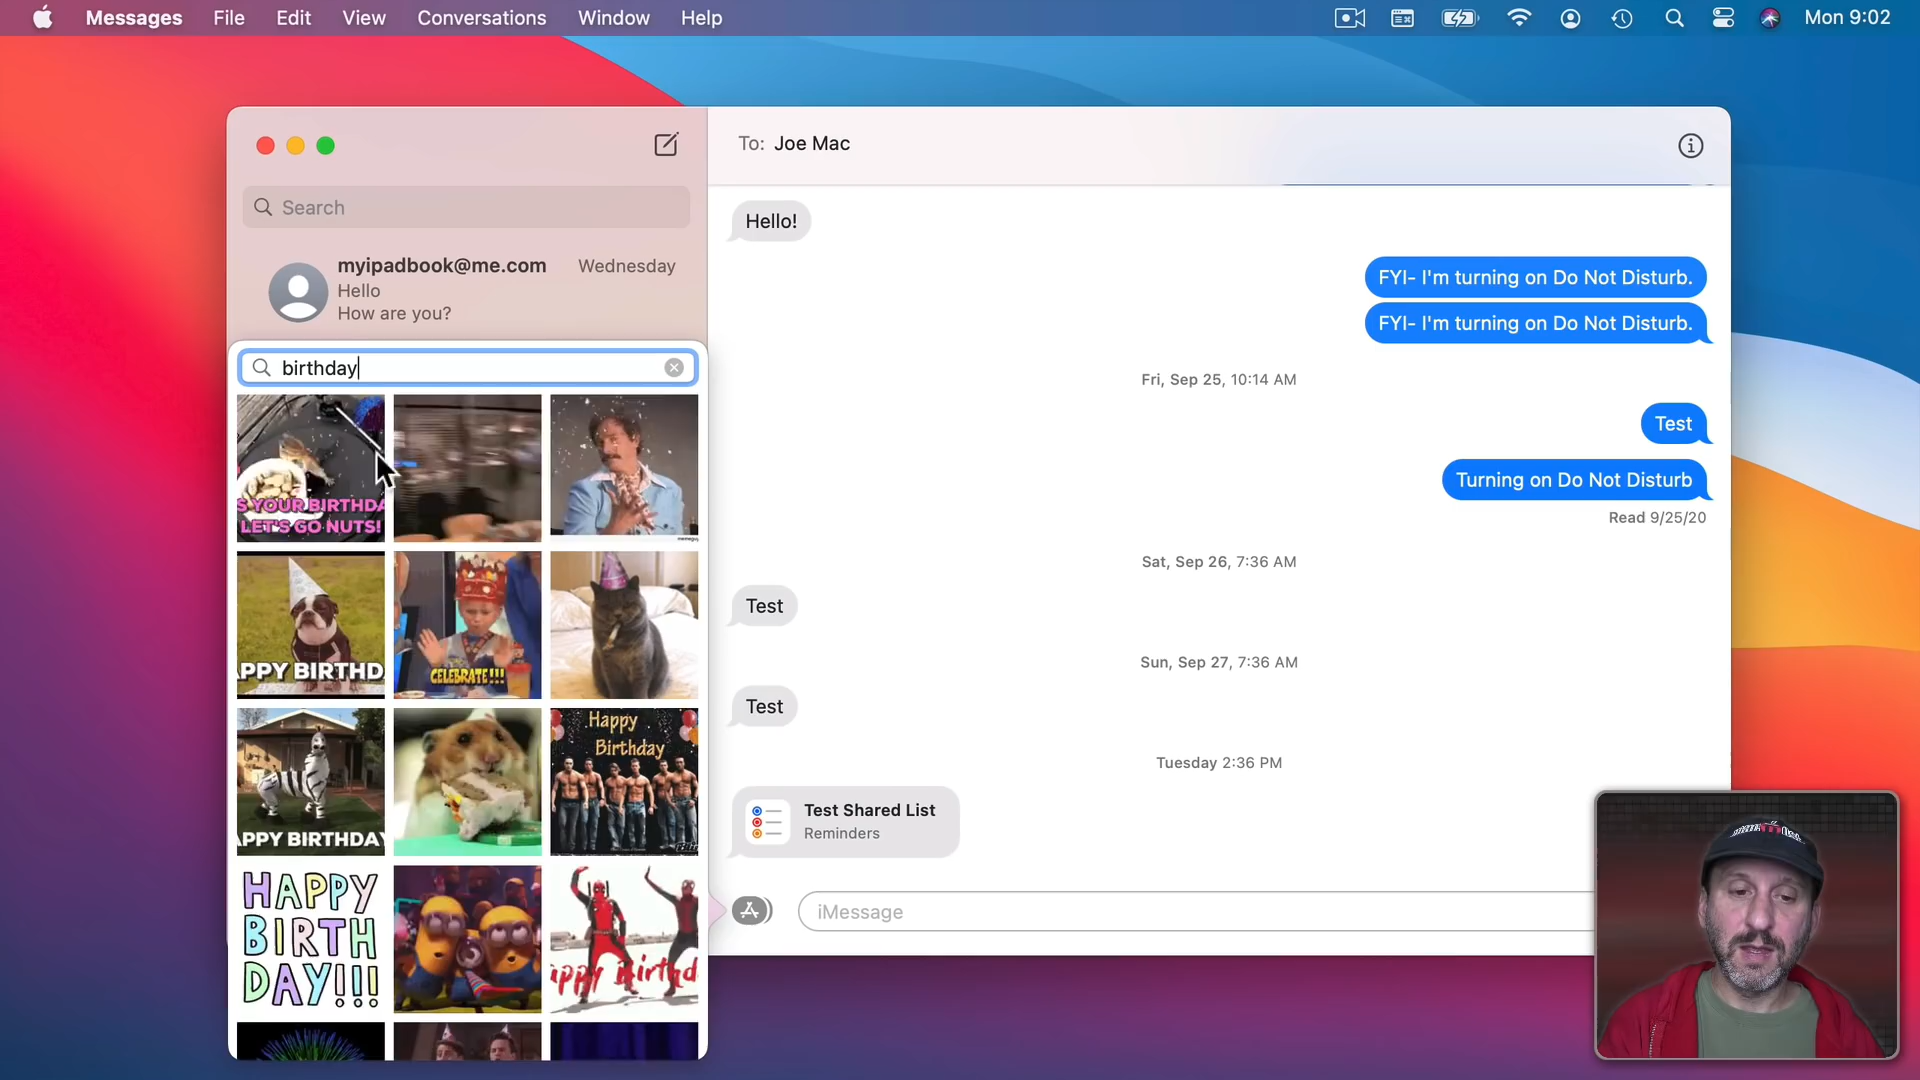 Messages File Edit View Conversations Window Help Mon 9:02
To: Joe Mac
Search
myipadbook@me.com Wednesday
Hello
How are you?
birthday
S YOUR BIRTHDA
LET'S GO NUTS!
APPY BIRTHD
CELEBRATE!!!
Happy
Birthday
APPY BIRTHDAY
HAPPY
BIRTH
DAY!!!
appy Birthd
Hello!
FYI- I'm turning on Do Not Disturb.
FYI- I'm turning on Do Not Disturb.
Fri, Sep 25, 10:14 AM
Test
Turning on Do Not Disturb
Read 9/25/20
Sat, Sep 26, 7:36 AM
Test
Sun, Sep 27, 7:36 AM
Test
Tuesday 2:36 PM
Test Shared List
Reminders
iMessage